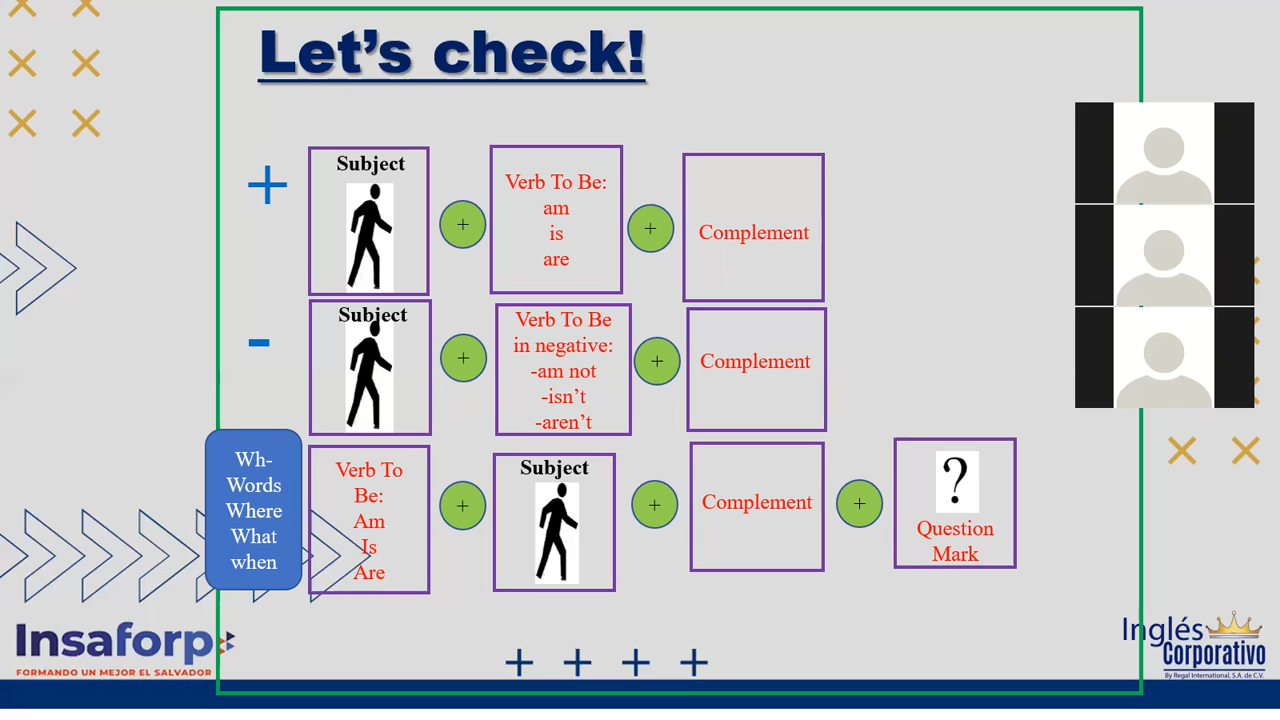 Let's check!
+
Subject
+
Verb To Be:
am
is
are
+
Complement
-
Subject
+
Verb To Be
in negative:
-am not
-isn't
-aren't
+
Complement
Wh-
Words
Where
What
when
Verb To
Be:
Am
Is
Are
+
Subject
+
Complement
+
?
Question
Mark
Insaforp
FORMANDO UN MEJOR EL SALVADOR
Inglés
Corporativo
By Regal International, S.A. de C.V.